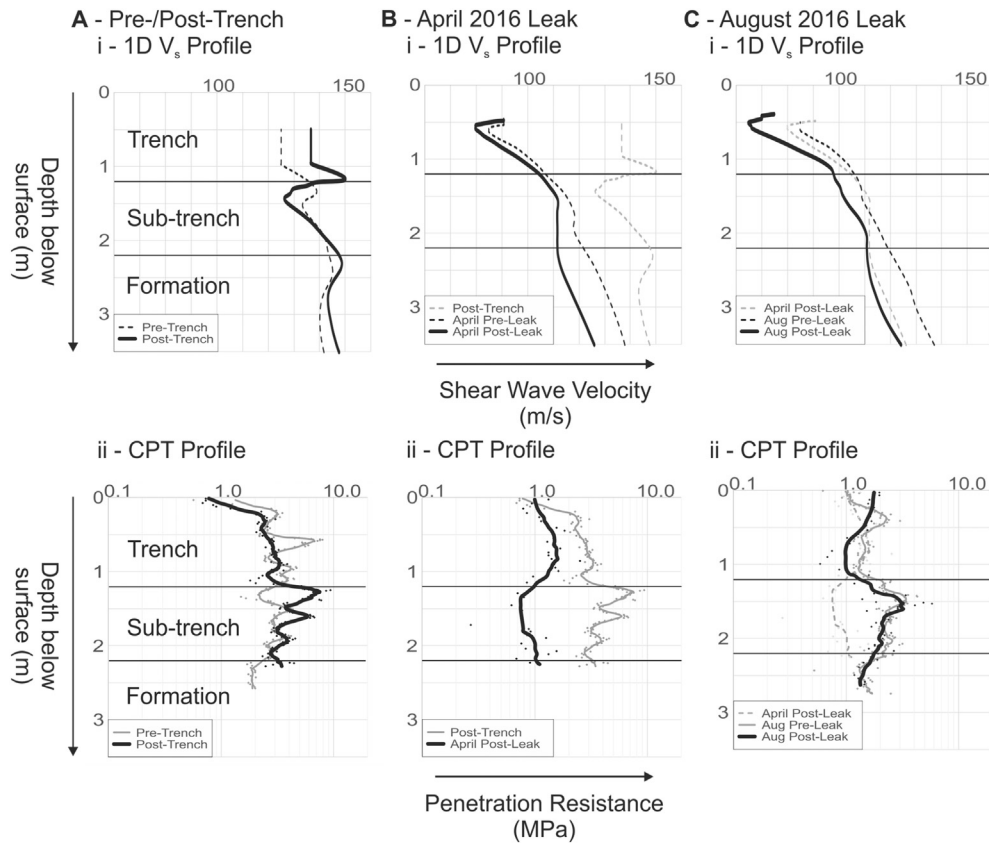 A - Pre-/Post-Trench
i - 1D Vs Profile
B - April 2016 Leak
i - 1D Vs Profile
C - August 2016 Leak
i - 1D Vs Profile
100 150
0
1
2
3
Trench
Sub-trench
Formation
Pre-Trench
Post-Trench
Depth below
surface (m)
100 150
0
1
2
3
Post-Trench
April Pre-Leak
April Post-Leak
100 150
0
1
2
3
April Post-Leak
Aug Pre-Leak
Aug Post-Leak
Shear Wave Velocity
(m/s)
ii - CPT Profile
ii - CPT Profile
ii - CPT Profile
0.1 1.0 10.0
0
1
2
3
Trench
Sub-trench
Formation
Pre-Trench
Post-Trench
Depth below
surface (m)
0.1 1.0 10.0
0
1
2
3
Post-Trench
April Post-Leak
0.1 1.0 10.0
0
1
2
3
April Post-Leak
Aug Pre-Leak
Aug Post-Leak
Penetration Resistance
(MPa)